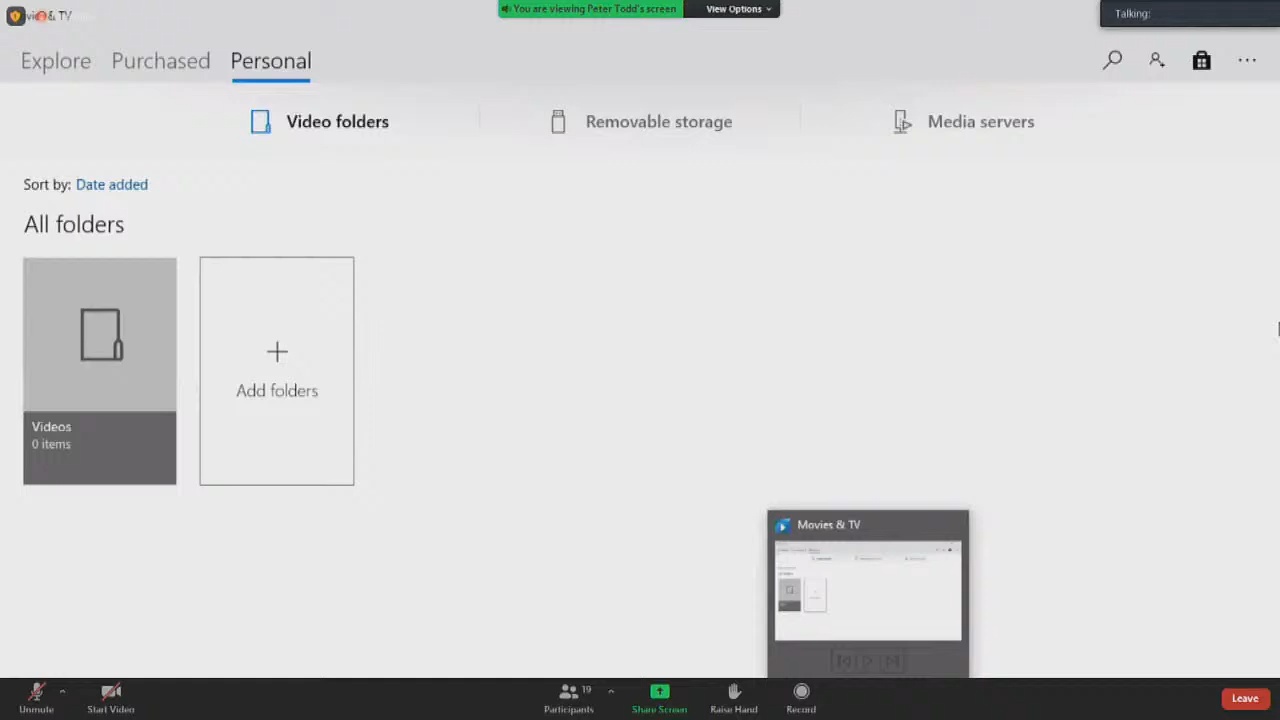 Movies & TV
You are viewing Peter Todd's screen
View Options
Talking:
Explore
Purchased
Personal
Video folders
Removable storage
Media servers
Sort by: Date added
All folders
Videos
0 items
Add folders
Movies & TV
Unmute
Start Video
19
Participants
Share Screen
Raise Hand
Record
Leave